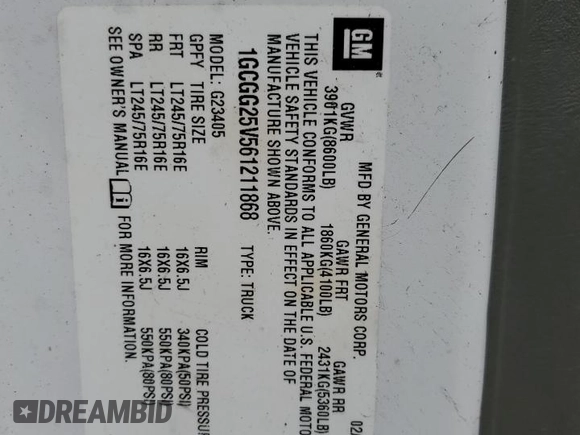 GM
MFD BY GENERAL MOTORS CORP. 02/
GVWR GAWR FRT GAWR RR
3901KG(8600LB) 1860KG(4100LB) 2431KG(5360LB)
THIS VEHICLE CONFORMS TO ALL APPLICABLE U.S. FEDERAL MOTO
VEHICLE SAFETY STANDARDS IN EFFECT ON THE DATE OF
MANUFACTURE SHOWN ABOVE.
1GCGG25V561211868 TYPE: TRUCK
MODEL: G23405
GPFY TIRE SIZE RIM COLD TIRE PRESSUR
FRT LT245/75R16E 16X6.5J 340KPA(50PSI)
RR LT245/75R16E 16X6.5J 550KPA(80PSI)
SPA LT245/75R16E 16X6.5J 550KPA(80PSI)
SEE OWNER'S MANUAL FOR MORE INFORMATION.
DREAMBID